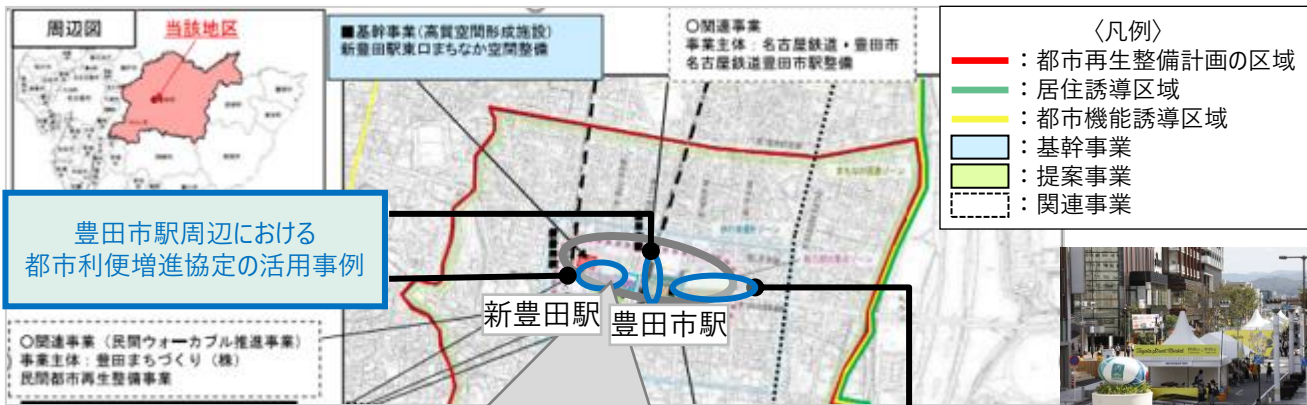 周辺図
当該地区
■基幹事業(高質空間形成施設)
新豊田駅東口まちなか空間整備
○関連事業
事業主体：名古屋鉄道・豊田市
名古屋鉄道豊田市駅整備
〈凡例〉
：都市再生整備計画の区域
：居住誘導区域
：都市機能誘導区域
：基幹事業
：提案事業
：関連事業
豊田市駅周辺における
都市利便増進協定の活用事例
新豊田駅
豊田市駅
○関連事業（民間ウォーカブル推進事業）
事業主体：豊田まちづくり（株）
民間都市再生整備事業